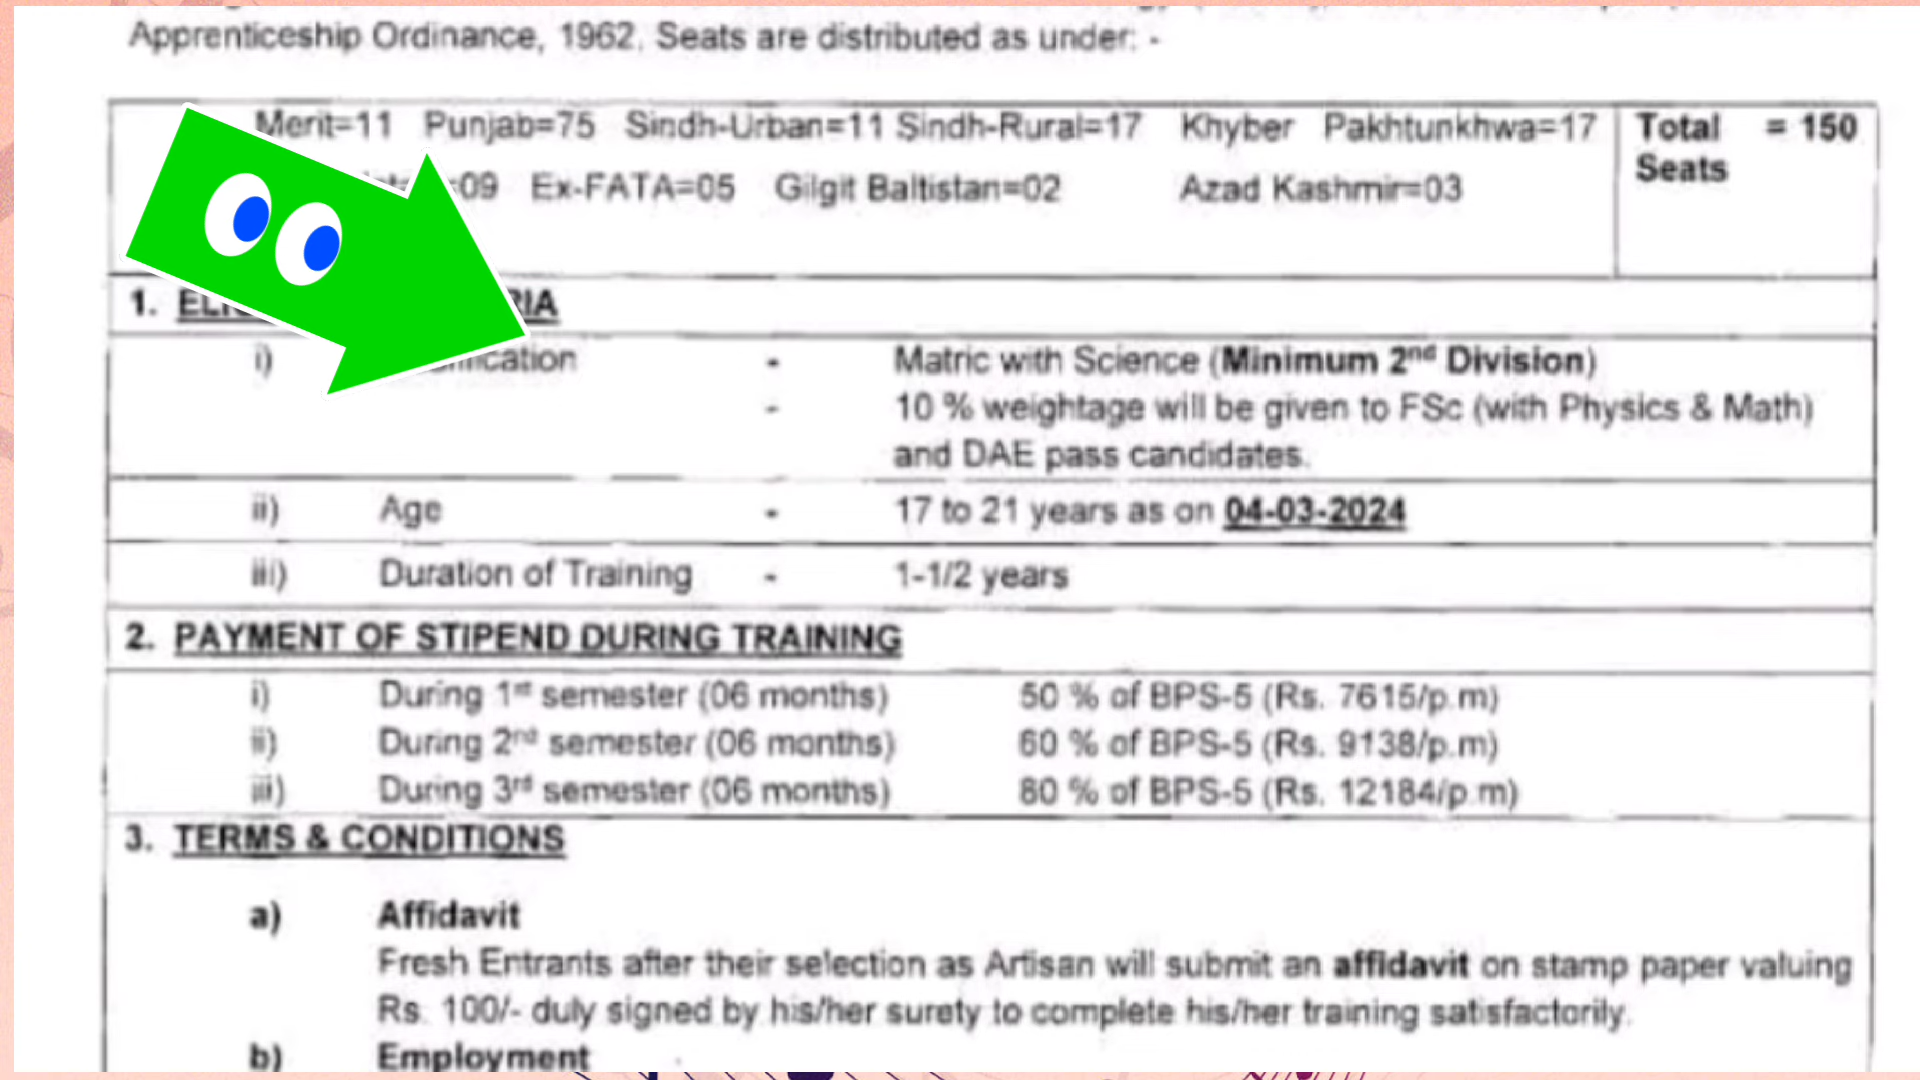 Apprenticeship Ordinance, 1962. Seats are distributed as under: -
Merit=11 Punjab=75 Sindh-Urban=11 Sindh-Rural=17 Khyber Pakhtunkhwa=17 Total = 150
=09 Ex-FATA=05 Gilgit Baltistan=02 Azad Kashmir=03 Seats
1.
i) - Matric with Science (Minimum 2nd Division)
- 10 % weightage will be given to FSc (with Physics & Math)
and DAE pass candidates.
ii) Age - 17 to 21 years as on 04-03-2024
iii) Duration of Training - 1-1/2 years
2. PAYMENT OF STIPEND DURING TRAINING
i) During 1st semester (06 months) 50 % of BPS-5 (Rs. 7615/p.m)
ii) During 2nd semester (06 months) 60 % of BPS-5 (Rs. 9138/p.m)
iii) During 3rd semester (06 months) 80 % of BPS-5 (Rs. 12184/p.m)
3. TERMS & CONDITIONS
a) Affidavit
Fresh Entrants after their selection as Artisan will submit an affidavit on stamp paper valuing
Rs. 100/- duly signed by his/her surety to complete his/her training satisfactorily.
b) Employment